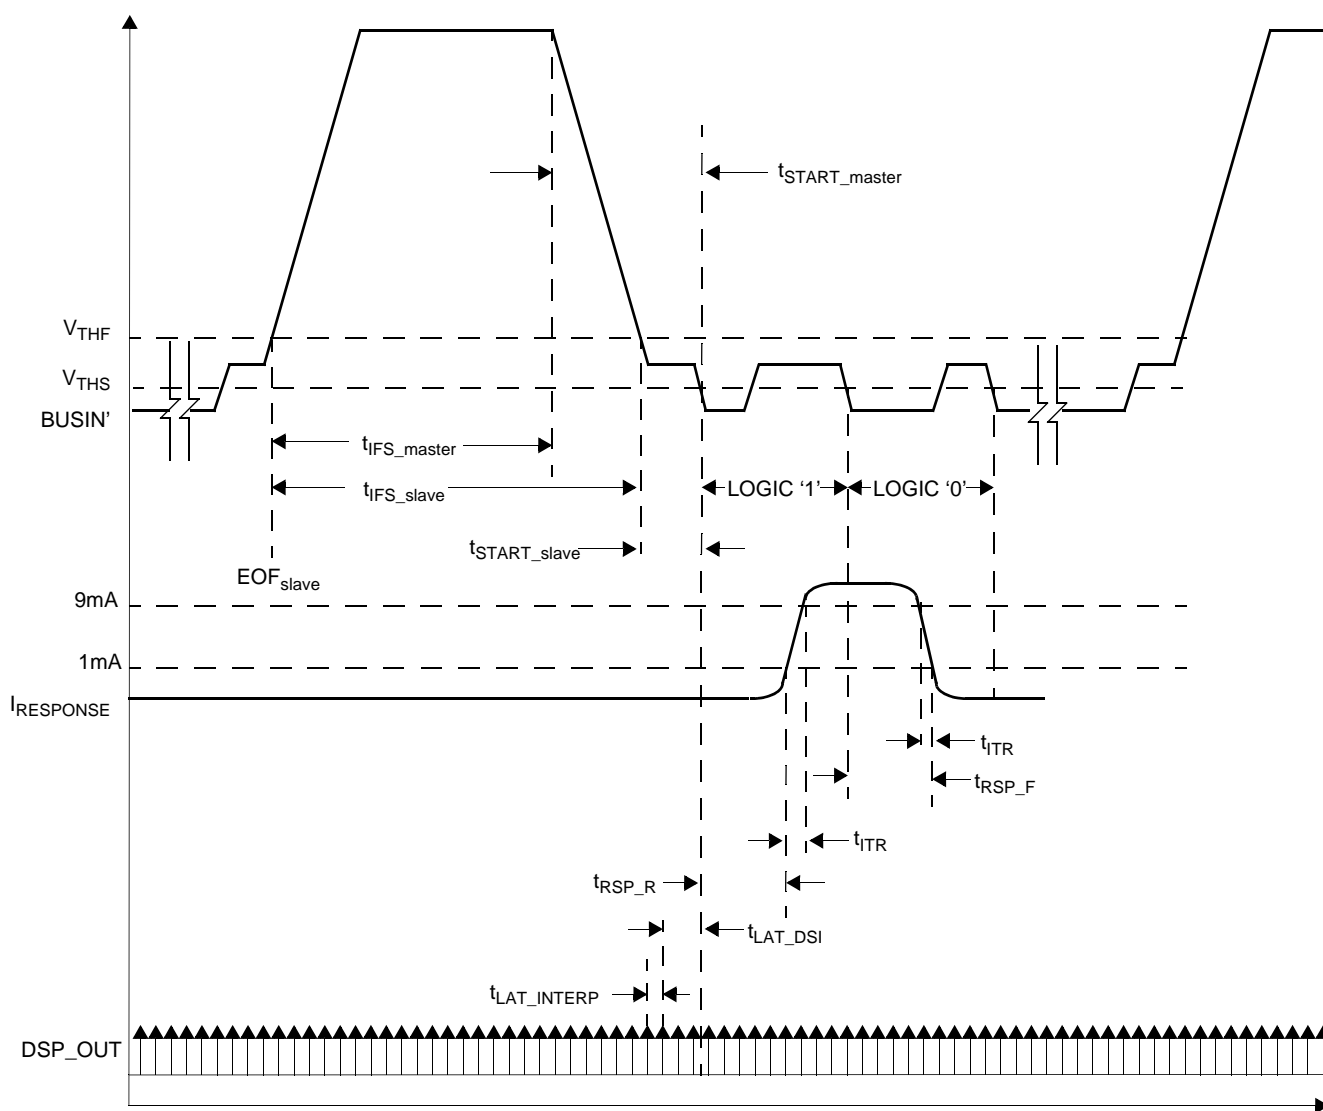 tSTART_master
VTHF
VTHS
BUSIN’
tIFS_master
tIFS_slave
LOGIC ‘1’
LOGIC ‘0’
tSTART_slave
EOFslave
9mA
1mA
IRESPONSE
tITR
tRSP_F
tITR
tRSP_R
tLAT_DSI
tLAT_INTERP
DSP_OUT